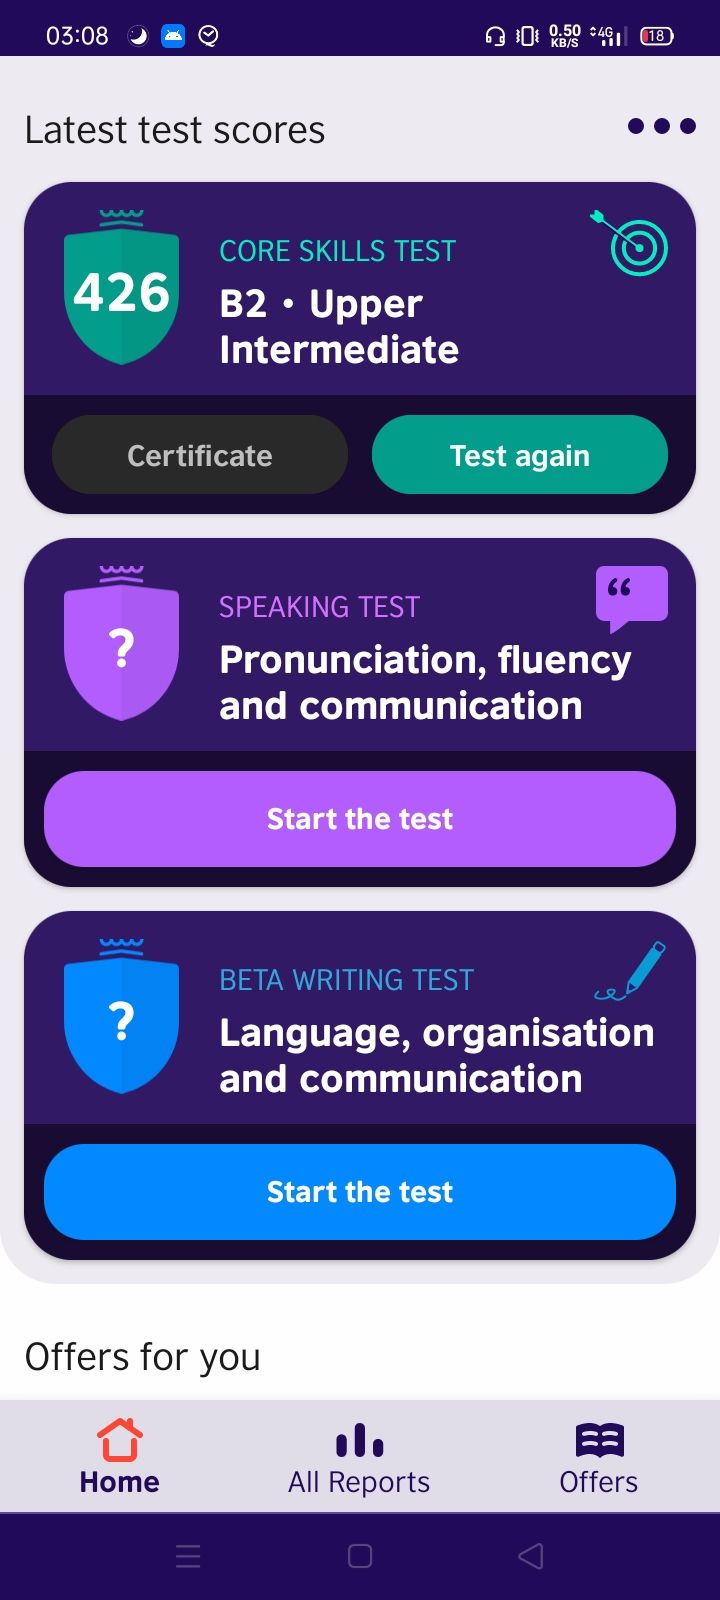 03:08
0.50
KB/S
4G
18
Latest test scores
426
CORE SKILLS TEST
B2 • Upper
Intermediate
Certificate
Test again
?
SPEAKING TEST
“
Pronunciation, fluency
and communication
Start the test
?
BETA WRITING TEST
Language, organisation
and communication
Start the test
Offers for you
Home
All Reports
Offers